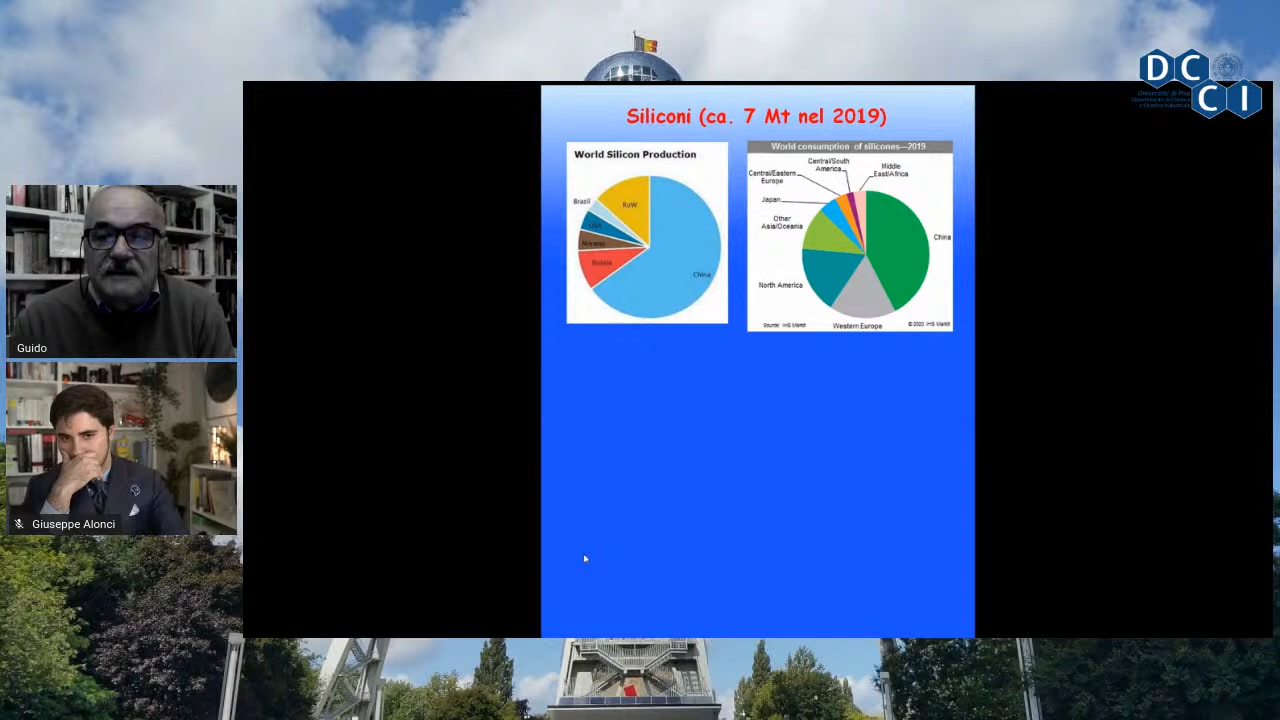 DC
CI
Siliconi (ca. 7 Mt nel 2019)
World Silicon Production
Brazil
RoW
USA
Norway
Russia
China
World consumption of silicones—2019
Central/South
America
Middle
East/Africa
Central/Eastern
Europe
Japan
Other
Asia/Oceania
China
North America
Western Europe
Source: IHS Markit
© 2020 IHS Markit
Guido
Giuseppe Alonci